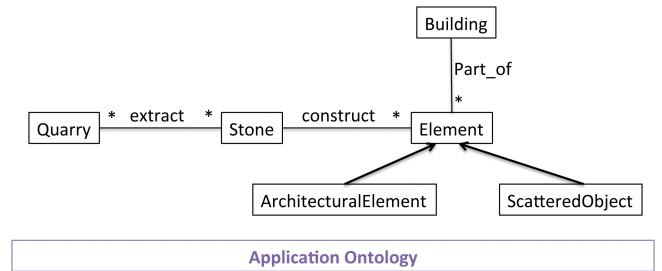 Building
Part_of
*
* extract * construct *
Quarry Stone Element
ArchitecturalElement ScatteredObject
Application Ontology